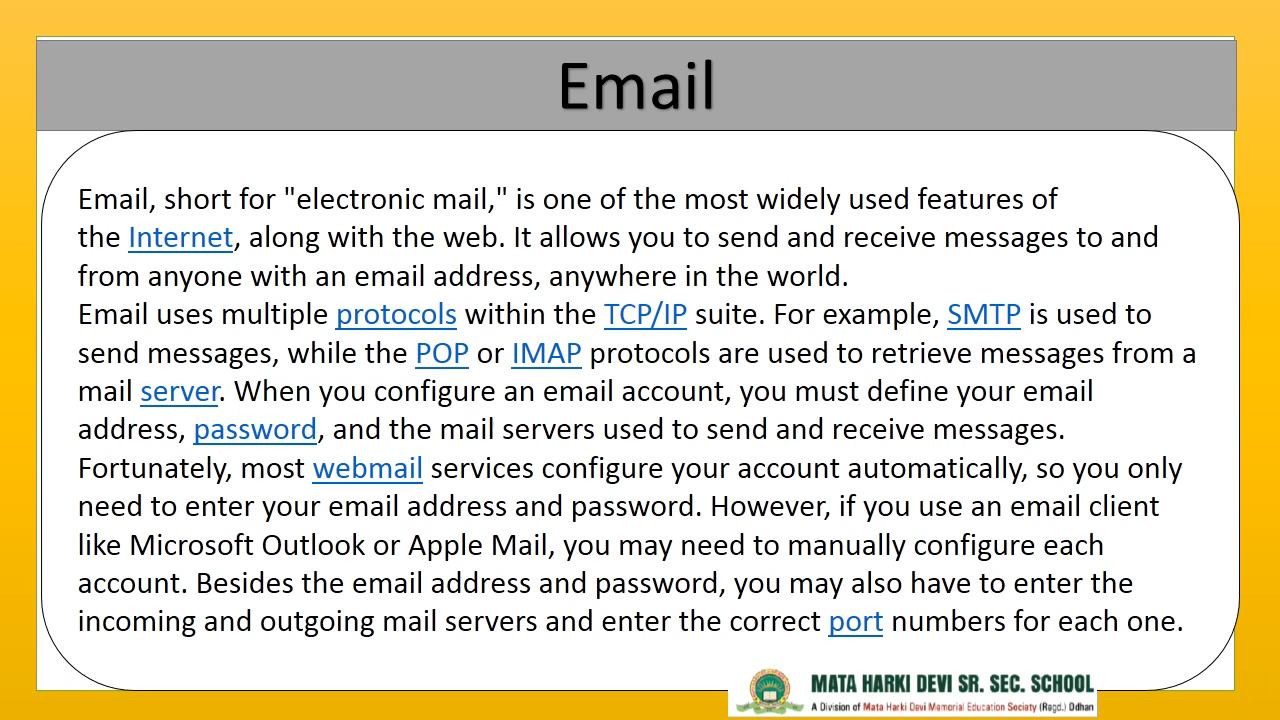 Email
Email, short for "electronic mail," is one of the most widely used features of
the Internet, along with the web. It allows you to send and receive messages to and
from anyone with an email address, anywhere in the world.
Email uses multiple protocols within the TCP/IP suite. For example, SMTP is used to
send messages, while the POP or IMAP protocols are used to retrieve messages from a
mail server. When you configure an email account, you must define your email
address, password, and the mail servers used to send and receive messages.
Fortunately, most webmail services configure your account automatically, so you only
need to enter your email address and password. However, if you use an email client
like Microsoft Outlook or Apple Mail, you may need to manually configure each
account. Besides the email address and password, you may also have to enter the
incoming and outgoing mail servers and enter the correct port numbers for each one.
MATA HARKI DEVI SR. SEC. SCHOOL
A Division of Mata Harki Devi Memorial Education Society (Regd.) Odhan